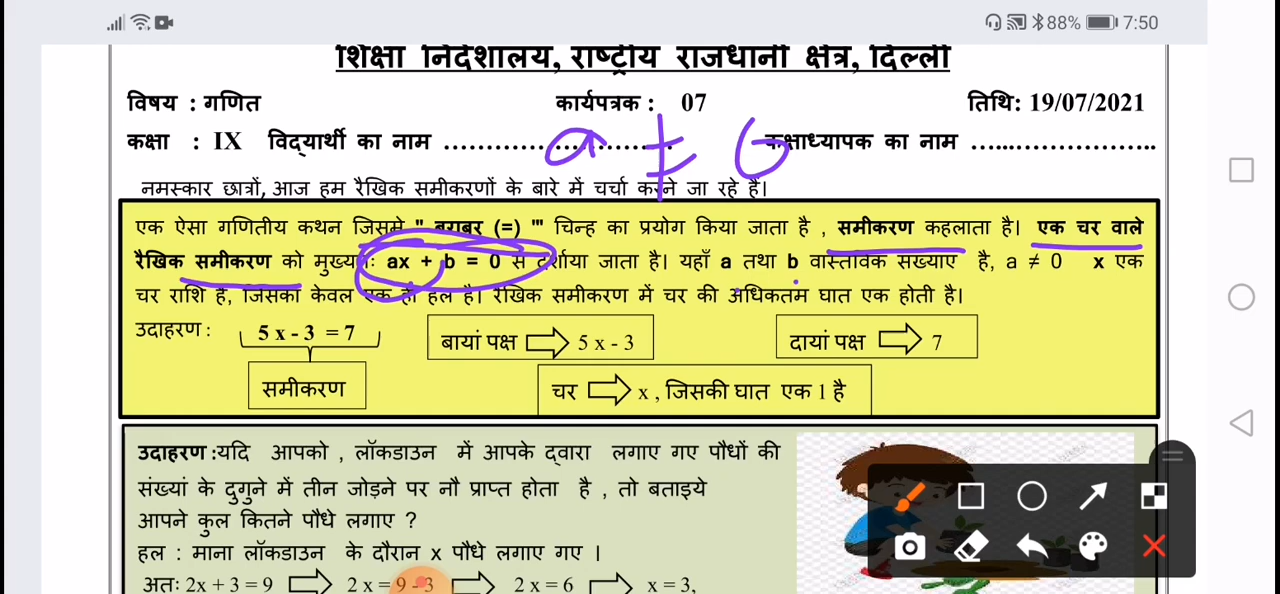 88% 7:50
शिक्षा निदेशालय, राष्ट्रीय राजधानी क्षेत्र, दिल्ली
विषय : गणित कार्यपत्रक : 07 तिथि: 19/07/2021
कक्षा : IX विद्यार्थी का नाम ........................ कक्षाध्यापक का नाम ......................
a ≠ 0
नमस्कार छात्रों, आज हम रैखिक समीकरणों के बारे में चर्चा करने जा रहे हैं।
एक ऐसा गणितीय कथन जिसमे " बराबर (=) '" चिन्ह का प्रयोग किया जाता है , समीकरण कहलाता है। एक चर वाले
रैखिक समीकरण को मुख्यतः ax + b = 0 से दर्शाया जाता है। यहाँ a तथा b वास्तविक संख्याएं है, a ≠ 0 x एक
चर राशि है, जिसका केवल एक ही हल है। रैखिक समीकरण में चर की अधिकतम घात एक होती है।
उदाहरण : 5 x - 3 = 7 बायां पक्ष 5 x - 3 दायां पक्ष 7
समीकरण चर x , जिसकी घात एक 1 है
उदाहरण :यदि आपको , लॉकडाउन में आपके द्वारा लगाए गए पौधों की
संख्यां के दुगुने में तीन जोड़ने पर नौ प्राप्त होता है , तो बताइये
आपने कुल कितने पौधे लगाए ?
हल : माना लॉकडाउन के दौरान x पौधे लगाए गए ।
अतः 2x + 3 = 9 2 x = 9 - 3 2 x = 6 x = 3,